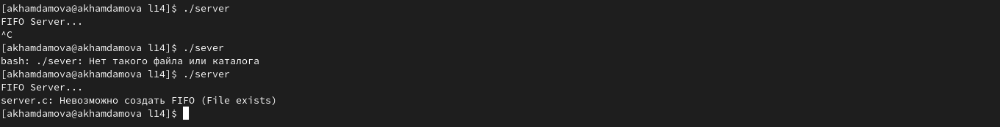 [akhamdamova@akhamdamova l14]$ ./server
FIFO Server...
^C
[akhamdamova@akhamdamova l14]$ ./sever
bash: ./sever: Нет такого файла или каталога
[akhamdamova@akhamdamova l14]$ ./server
FIFO Server...
server.c: Невозможно создать FIFO (File exists)
[akhamdamova@akhamdamova l14]$